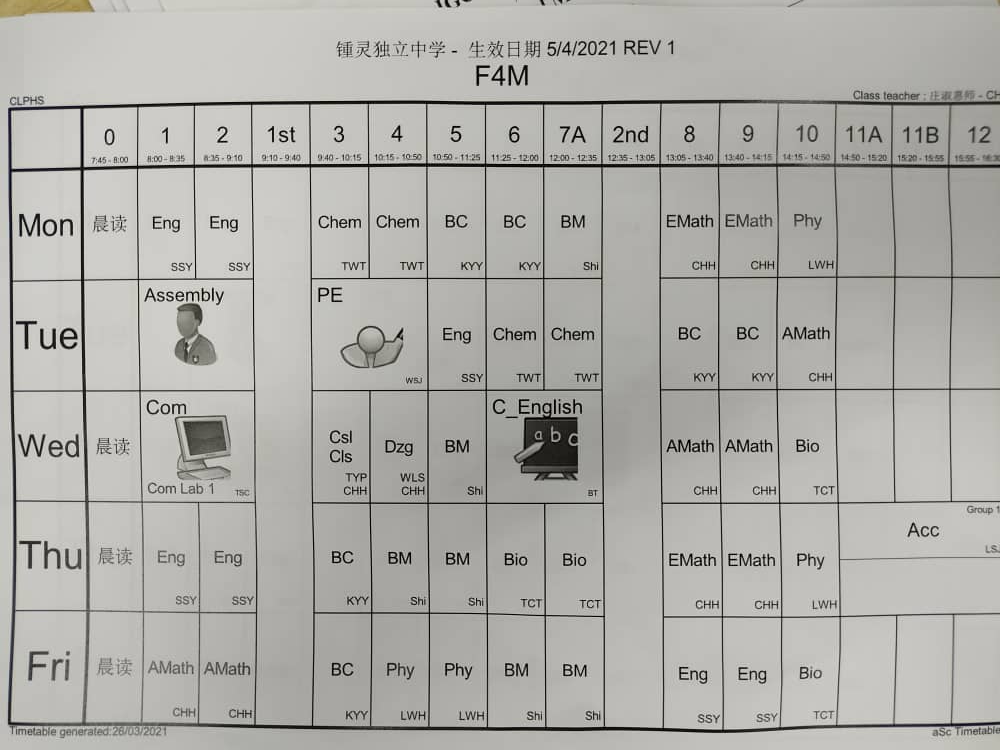 锺灵独立中学 - 生效日期 5/4/2021 REV 1
F4M
CLPHS
Class teacher : 庄淑惠师 - CH
0 1 2 1st 3 4 5 6 7A 2nd 8 9 10 11A 11B 12
7:45 - 8:00 8:00 - 8:35 8:35 - 9:10 9:10 - 9:40 9:40 - 10:15 10:15 - 10:50 10:50 - 11:25 11:25 - 12:00 12:00 - 12:35 12:35 - 13:05 13:05 - 13:40 13:40 - 14:15 14:15 - 14:50 14:50 - 15:20 15:20 - 15:55 15:55 - 16:30
Mon 晨读 Eng Eng Chem Chem BC BC BM EMath EMath Phy
SSY SSY TWT TWT KYY KYY Shi CHH CHH LWH
Assembly PE
Tue Eng Chem Chem BC BC AMath
WSJ SSY TWT TWT KYY KYY CHH
Com C_English
a b c
Wed 晨读 Csl Dzg BM AMath AMath Bio
Cls
TYP WLS
Com Lab 1 TSC CHH CHH Shi BT CHH CHH TCT
Group 1
Acc
LSJ
Thu 晨读 Eng Eng BC BM BM Bio Bio EMath EMath Phy
SSY SSY KYY Shi Shi TCT TCT CHH CHH LWH
Fri 晨读 AMath AMath BC Phy Phy BM BM Eng Eng Bio
CHH CHH KYY LWH LWH Shi Shi SSY SSY TCT
Timetable generated:26/03/2021
aSc Timetable